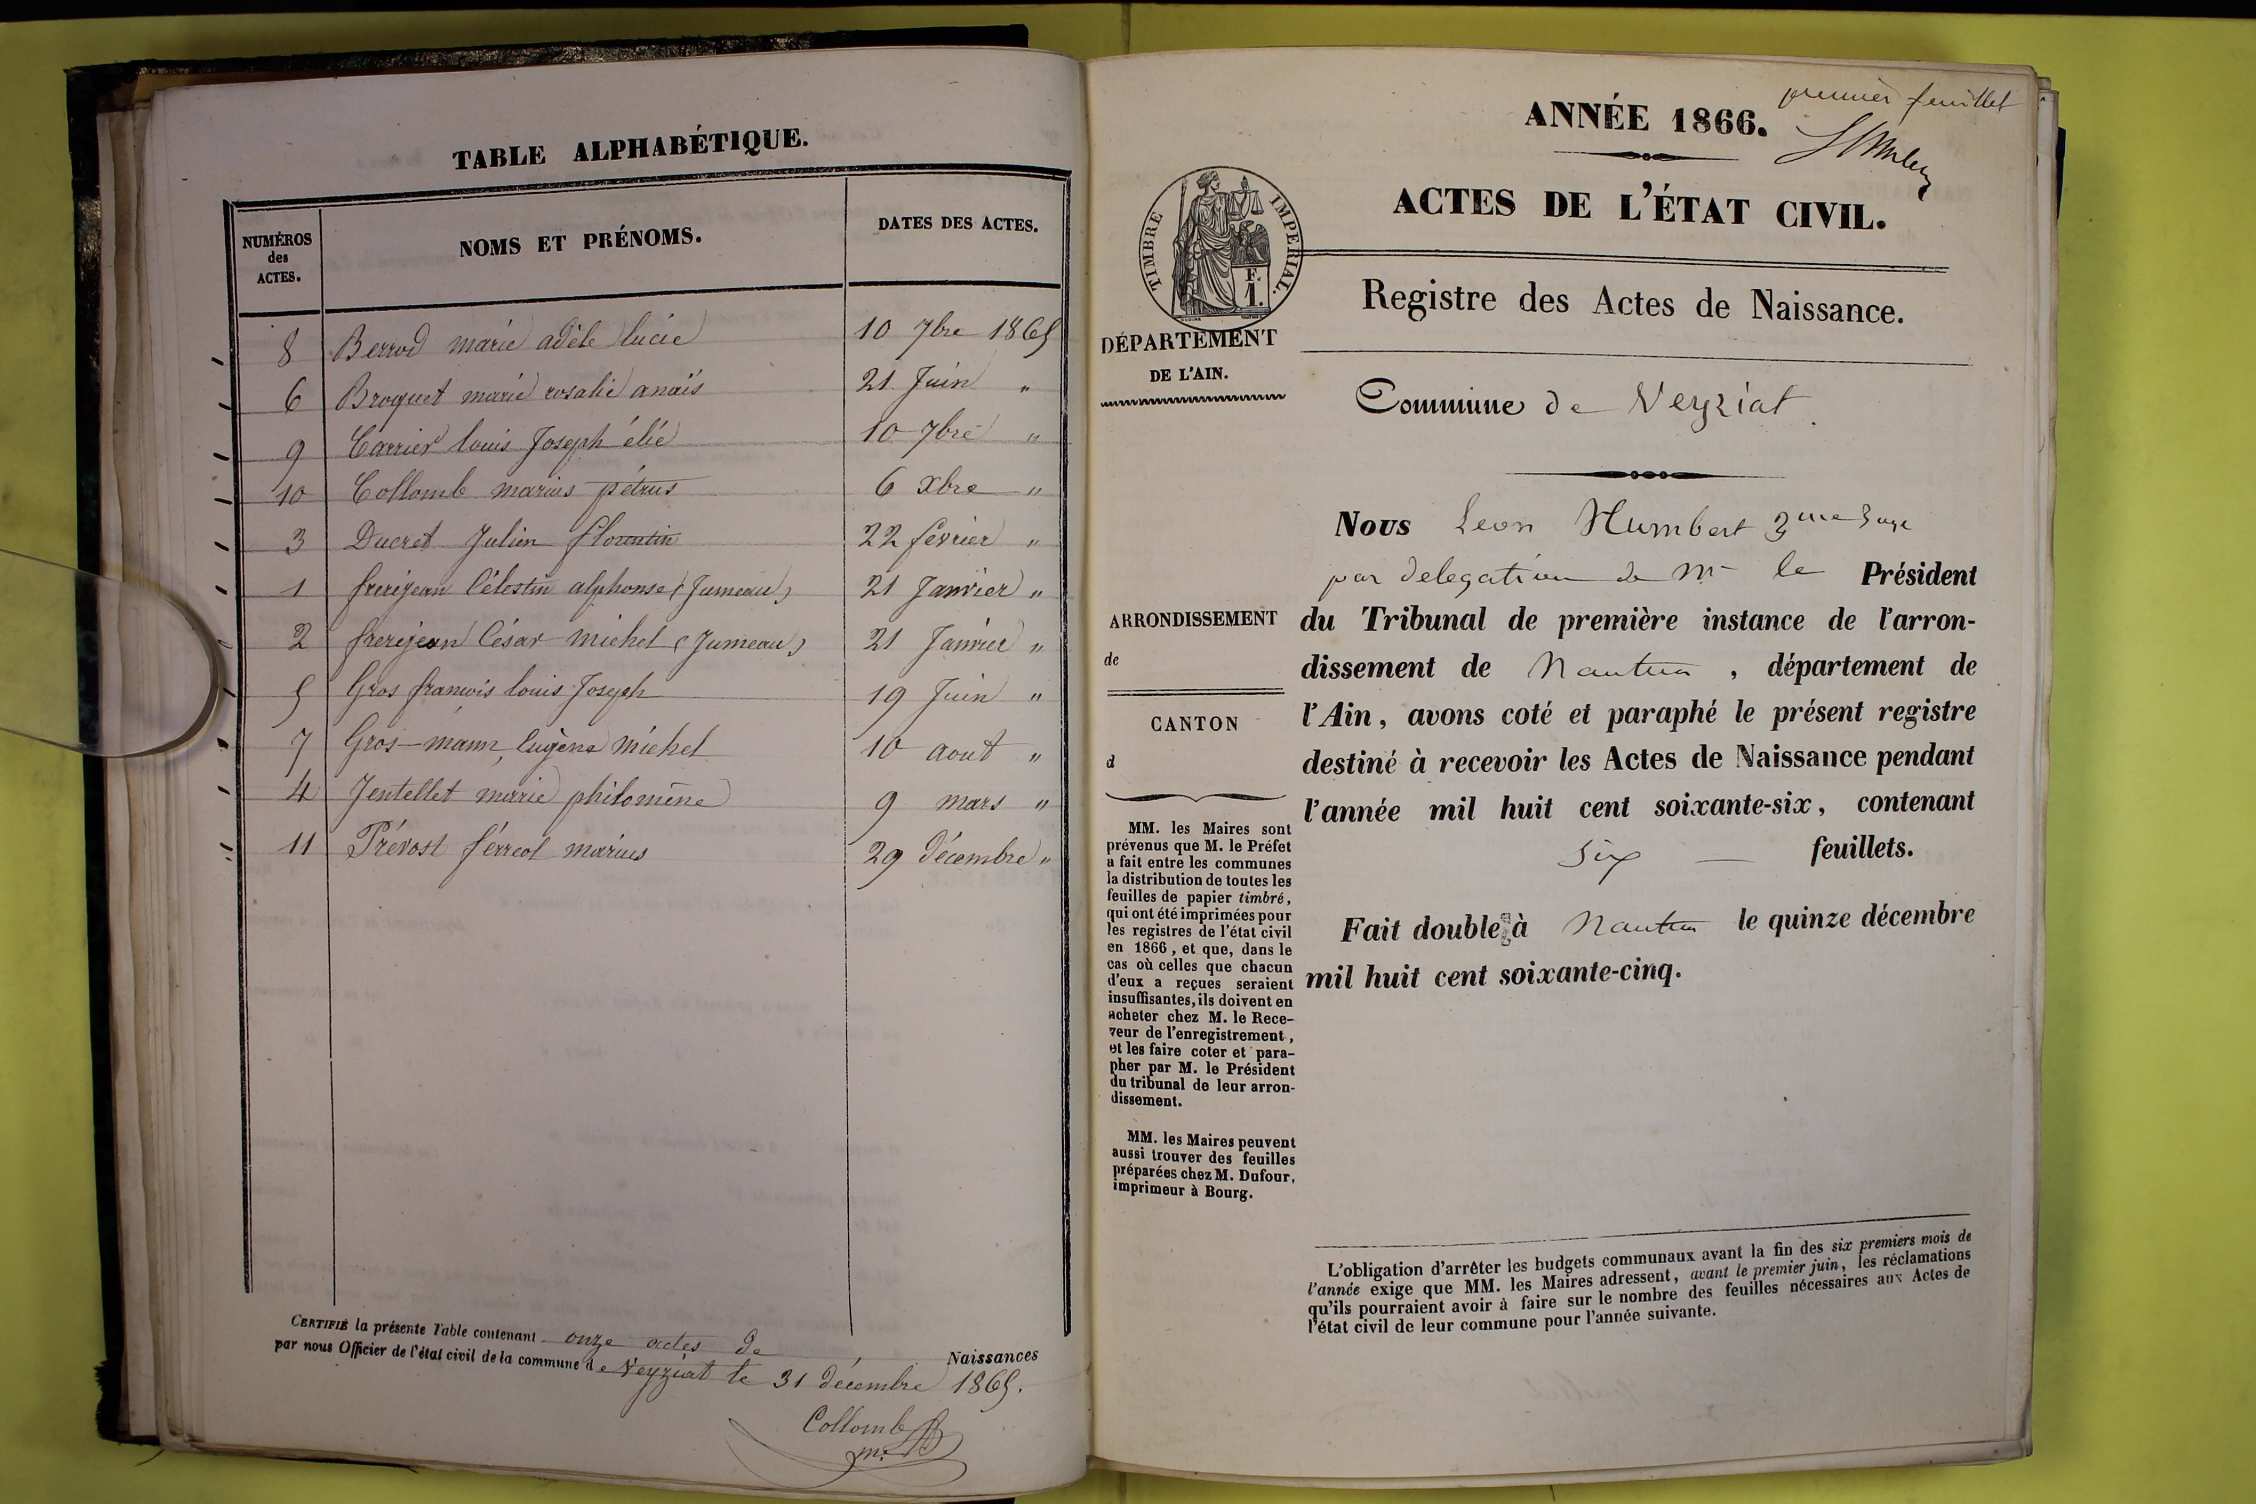 TABLE ALPHABÉTIQUE.
NUMÉROS des ACTES. NOMS ET PRÉNOMS. DATES DES ACTES.
8 Berrod marie adèle lucie 10 7bre 1865
6 Broquet marie rosalie anaïs 21 Juin "
9 Carrier louis Joseph élie 10 7bre "
10 Collomb marius pétrus 6 xbre "
3 Ducret Julien florentin 22 février "
1 frerejean Célestin alphonse (Jumeau) 21 Janvier "
2 frerejean César michel (Jumeau) 21 Janvier "
5 Gros françois louis Joseph 19 Juin "
7 Gros-mann, Eugène michel 10 aout "
4 Jentellet marie philomène 9 mars "
11 Prévost férreol marius 29 décembre "
CERTIFIÉ la présente Table contenant onze actes de Naissances
par nous Officier de l'état civil de la commune de Veyziat le 31 décembre 1865.
Collomb
premier feuillet
ANNÉE 1866.
ACTES DE L'ÉTAT CIVIL.
TIMBRE IMPERIAL.
F. 1.
DÉPARTEMENT
DE L'AIN.
Registre des Actes de Naissance.
Commune de Veyziat
Nous Leon Humbert 3me Juge
par delegation de Mr le Président
du Tribunal de première instance de l'arron-
dissement de Nantua, département de
l'Ain, avons coté et paraphé le présent registre
destiné à recevoir les Actes de Naissance pendant
l'année mil huit cent soixante-six, contenant
six feuillets.
Fait double à Nantua le quinze décembre
mil huit cent soixante-cinq.
ARRONDISSEMENT
de
CANTON
d
MM. les Maires sont
prévenus que M. le Préfet
a fait entre les communes
la distribution de toutes les
feuilles de papier timbré,
qui ont été imprimées pour
les registres de l'état civil
en 1866, et que, dans le
cas où celles que chacun
d'eux a reçues seraient
insuffisantes, ils doivent en
acheter chez M. le Rece-
veur de l'enregistrement,
et les faire coter et para-
pher par M. le Président
du tribunal de leur arron-
dissement.
MM. les Maires peuvent
aussi trouver des feuilles
préparées chez M. Dufour,
imprimeur à Bourg.
L'obligation d'arrêter les budgets communaux avant la fin des six premiers mois de
l'année exige que MM. les Maires adressent, avant le premier juin, les réclamations
qu'ils pourraient avoir à faire sur le nombre des feuilles nécessaires aux Actes de
l'état civil de leur commune pour l'année suivante.